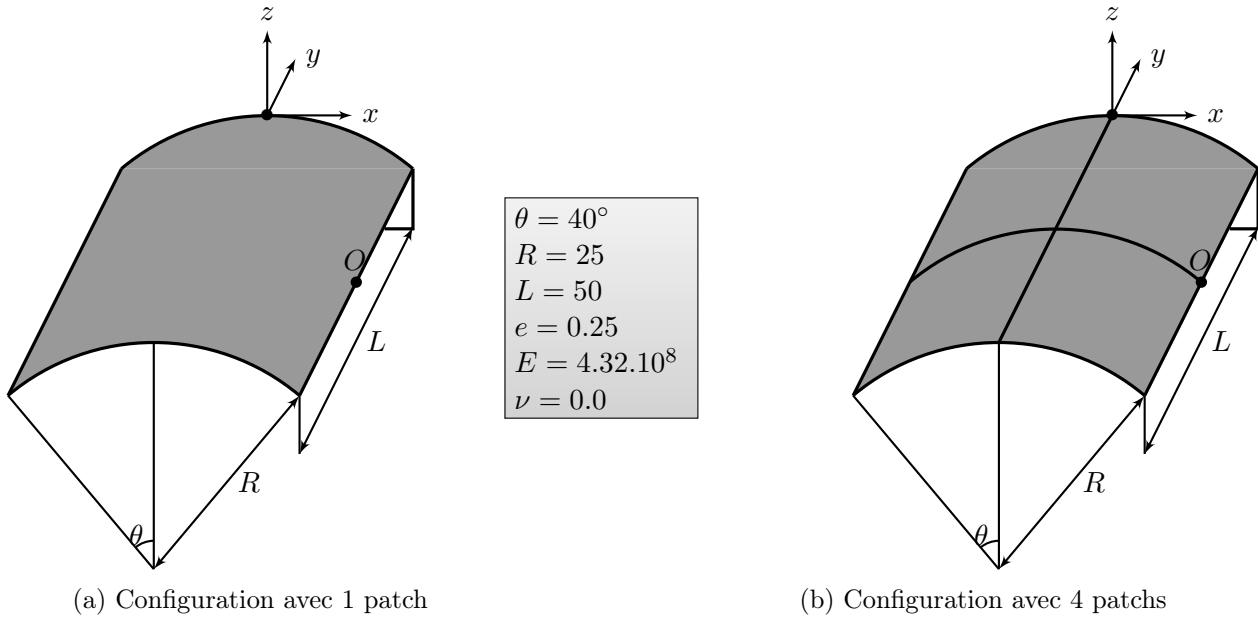 z
y
x
O
L
R
θ
(a) Configuration avec 1 patch
θ = 40°
R = 25
L = 50
e = 0.25
E = 4.32.10⁸
ν = 0.0
z
y
x
O
L
R
θ
(b) Configuration avec 4 patchs